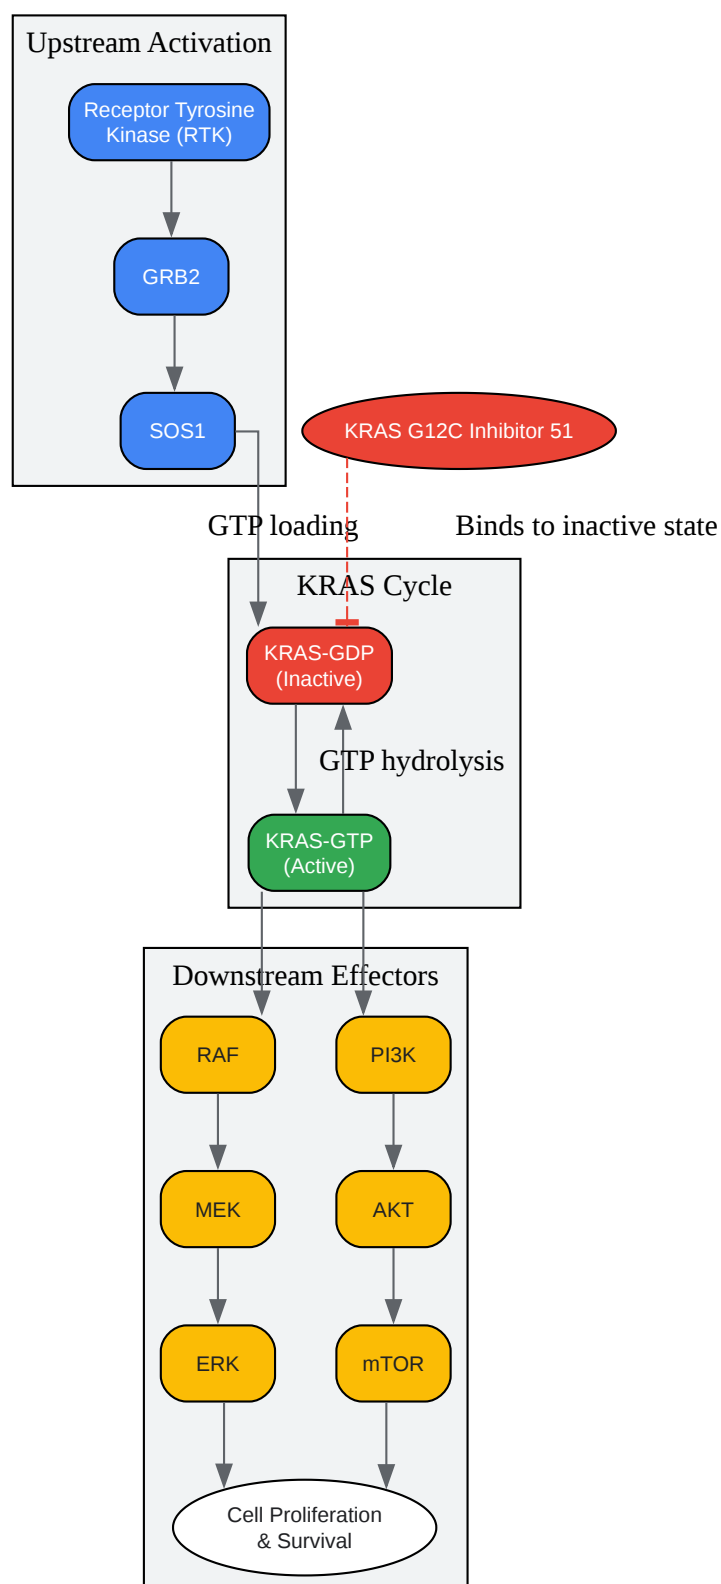 Upstream Activation
Receptor Tyrosine
Kinase (RTK)
GRB2
SOS1
KRAS G12C Inhibitor 51
GTP loading
Binds to inactive state
KRAS Cycle
KRAS-GDP
(Inactive)
GTP hydrolysis
KRAS-GTP
(Active)
Downstream Effectors
RAF
PI3K
MEK
AKT
ERK
mTOR
Cell Proliferation
& Survival